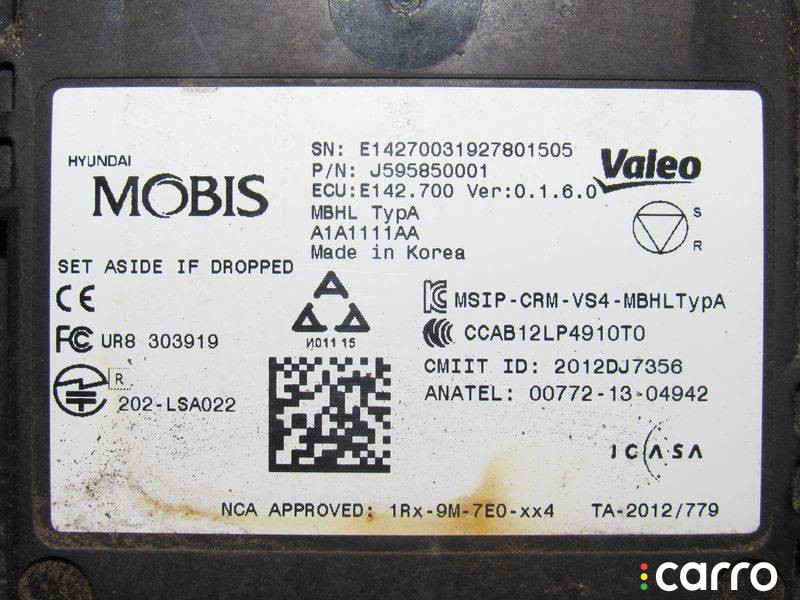 HYUNDAI
MOBIS
SN: E14270031927801505
P/N: J595850001
ECU:E142.700 Ver:0.1.6.0
MBHL TypA
A1A1111AA
Made in Korea
Valeo
S
R
SET ASIDE IF DROPPED
CE
FC UR8 303919
R
202-LSA022
N011 15
MSIP-CRM-VS4-MBHLTypA
CCAB12LP4910T0
CMIIT ID: 2012DJ7356
ANATEL: 00772-13-04942
ICASA
NCA APPROVED: 1Rx-9M-7E0-xx4
TA-2012/779
carro